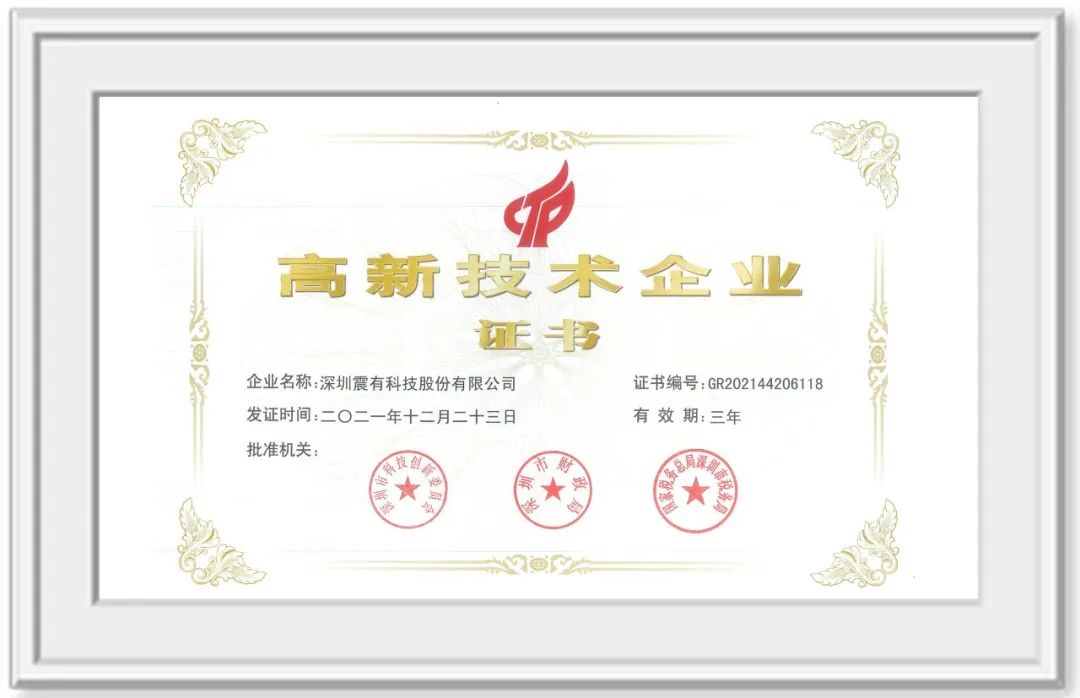 高新技术企业
证书
企业名称:深圳震有科技股份有限公司
证书编号:GR202144206118
发证时间:二〇二一年十二月二十三日
有效期:三年
批准机关:
深圳市科技创新委员会
深圳市财政局
国家税务总局深圳市税务局